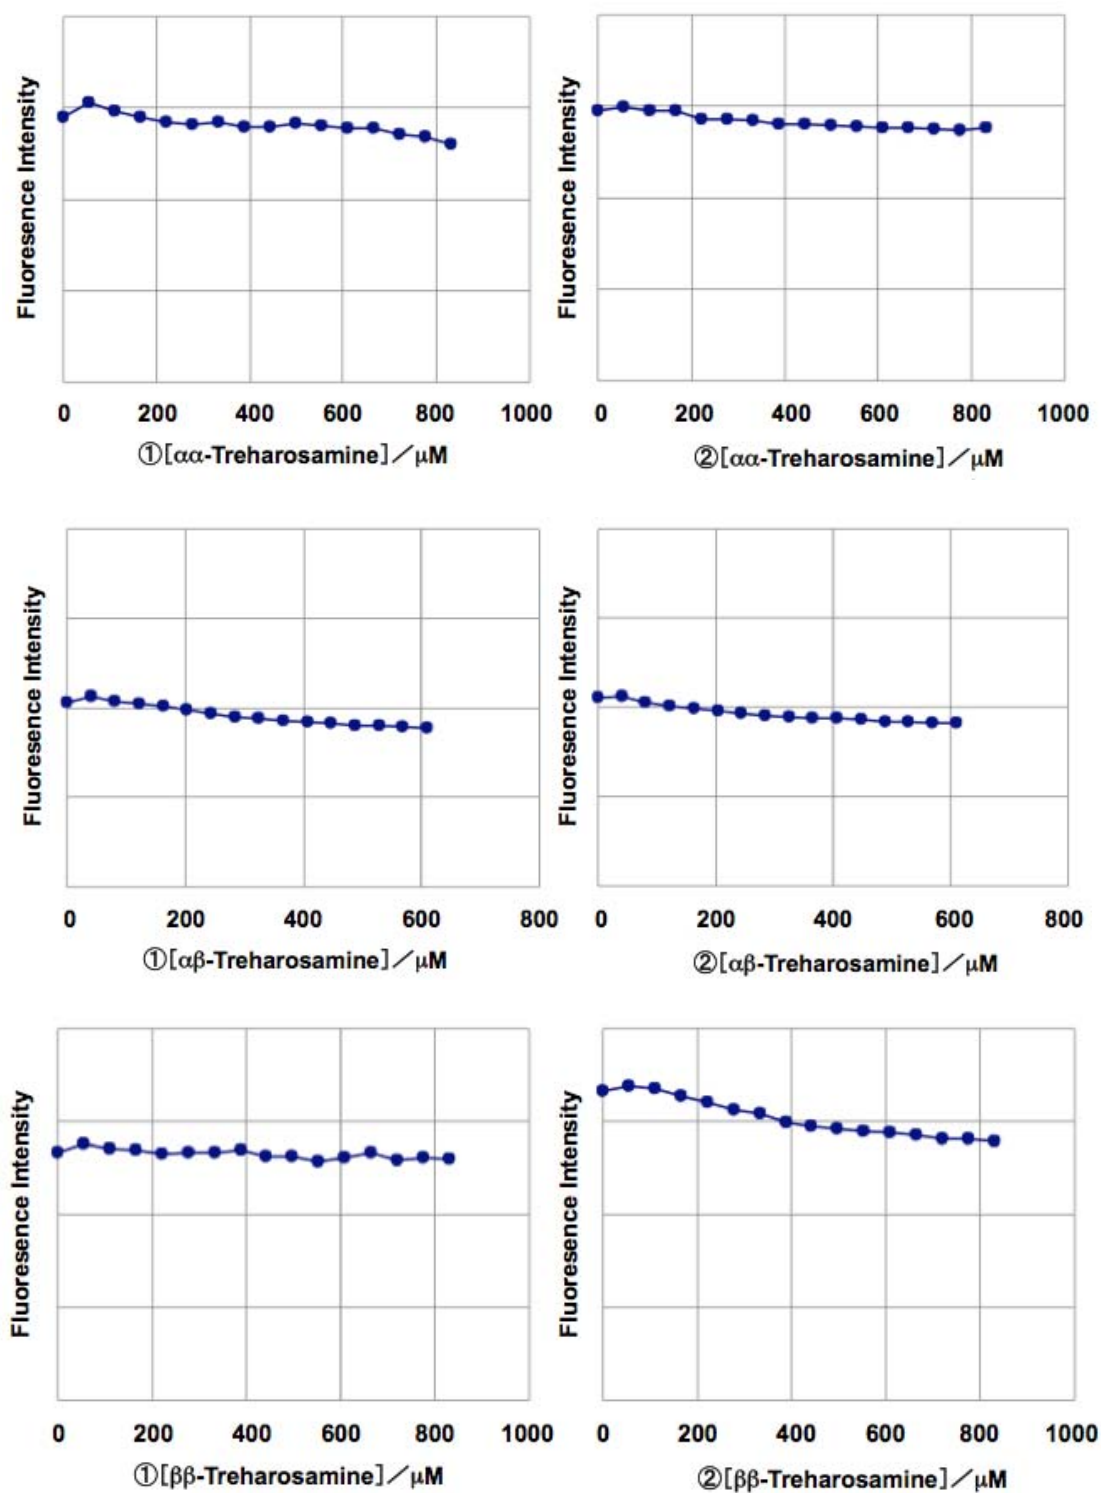 Fluoresence Intensity
0 200 400 600 800 1000
①[αα-Treharosamine]／μM
Fluoresence Intensity
0 200 400 600 800 1000
②[αα-Treharosamine]／μM
Fluoresence Intensity
0 200 400 600 800
①[αβ-Treharosamine]／μM
Fluoresence Intensity
0 200 400 600 800
②[αβ-Treharosamine]／μM
Fluoresence Intensity
0 200 400 600 800 1000
①[ββ-Treharosamine]／μM
Fluoresence Intensity
0 200 400 600 800 1000
②[ββ-Treharosamine]／μM